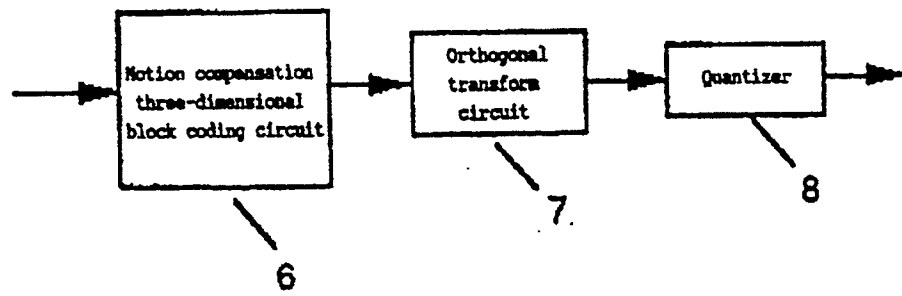 Motion compensation
three-dimensional
block coding circuit
Orthogonal
transform
circuit
Quantizer
6
7
8